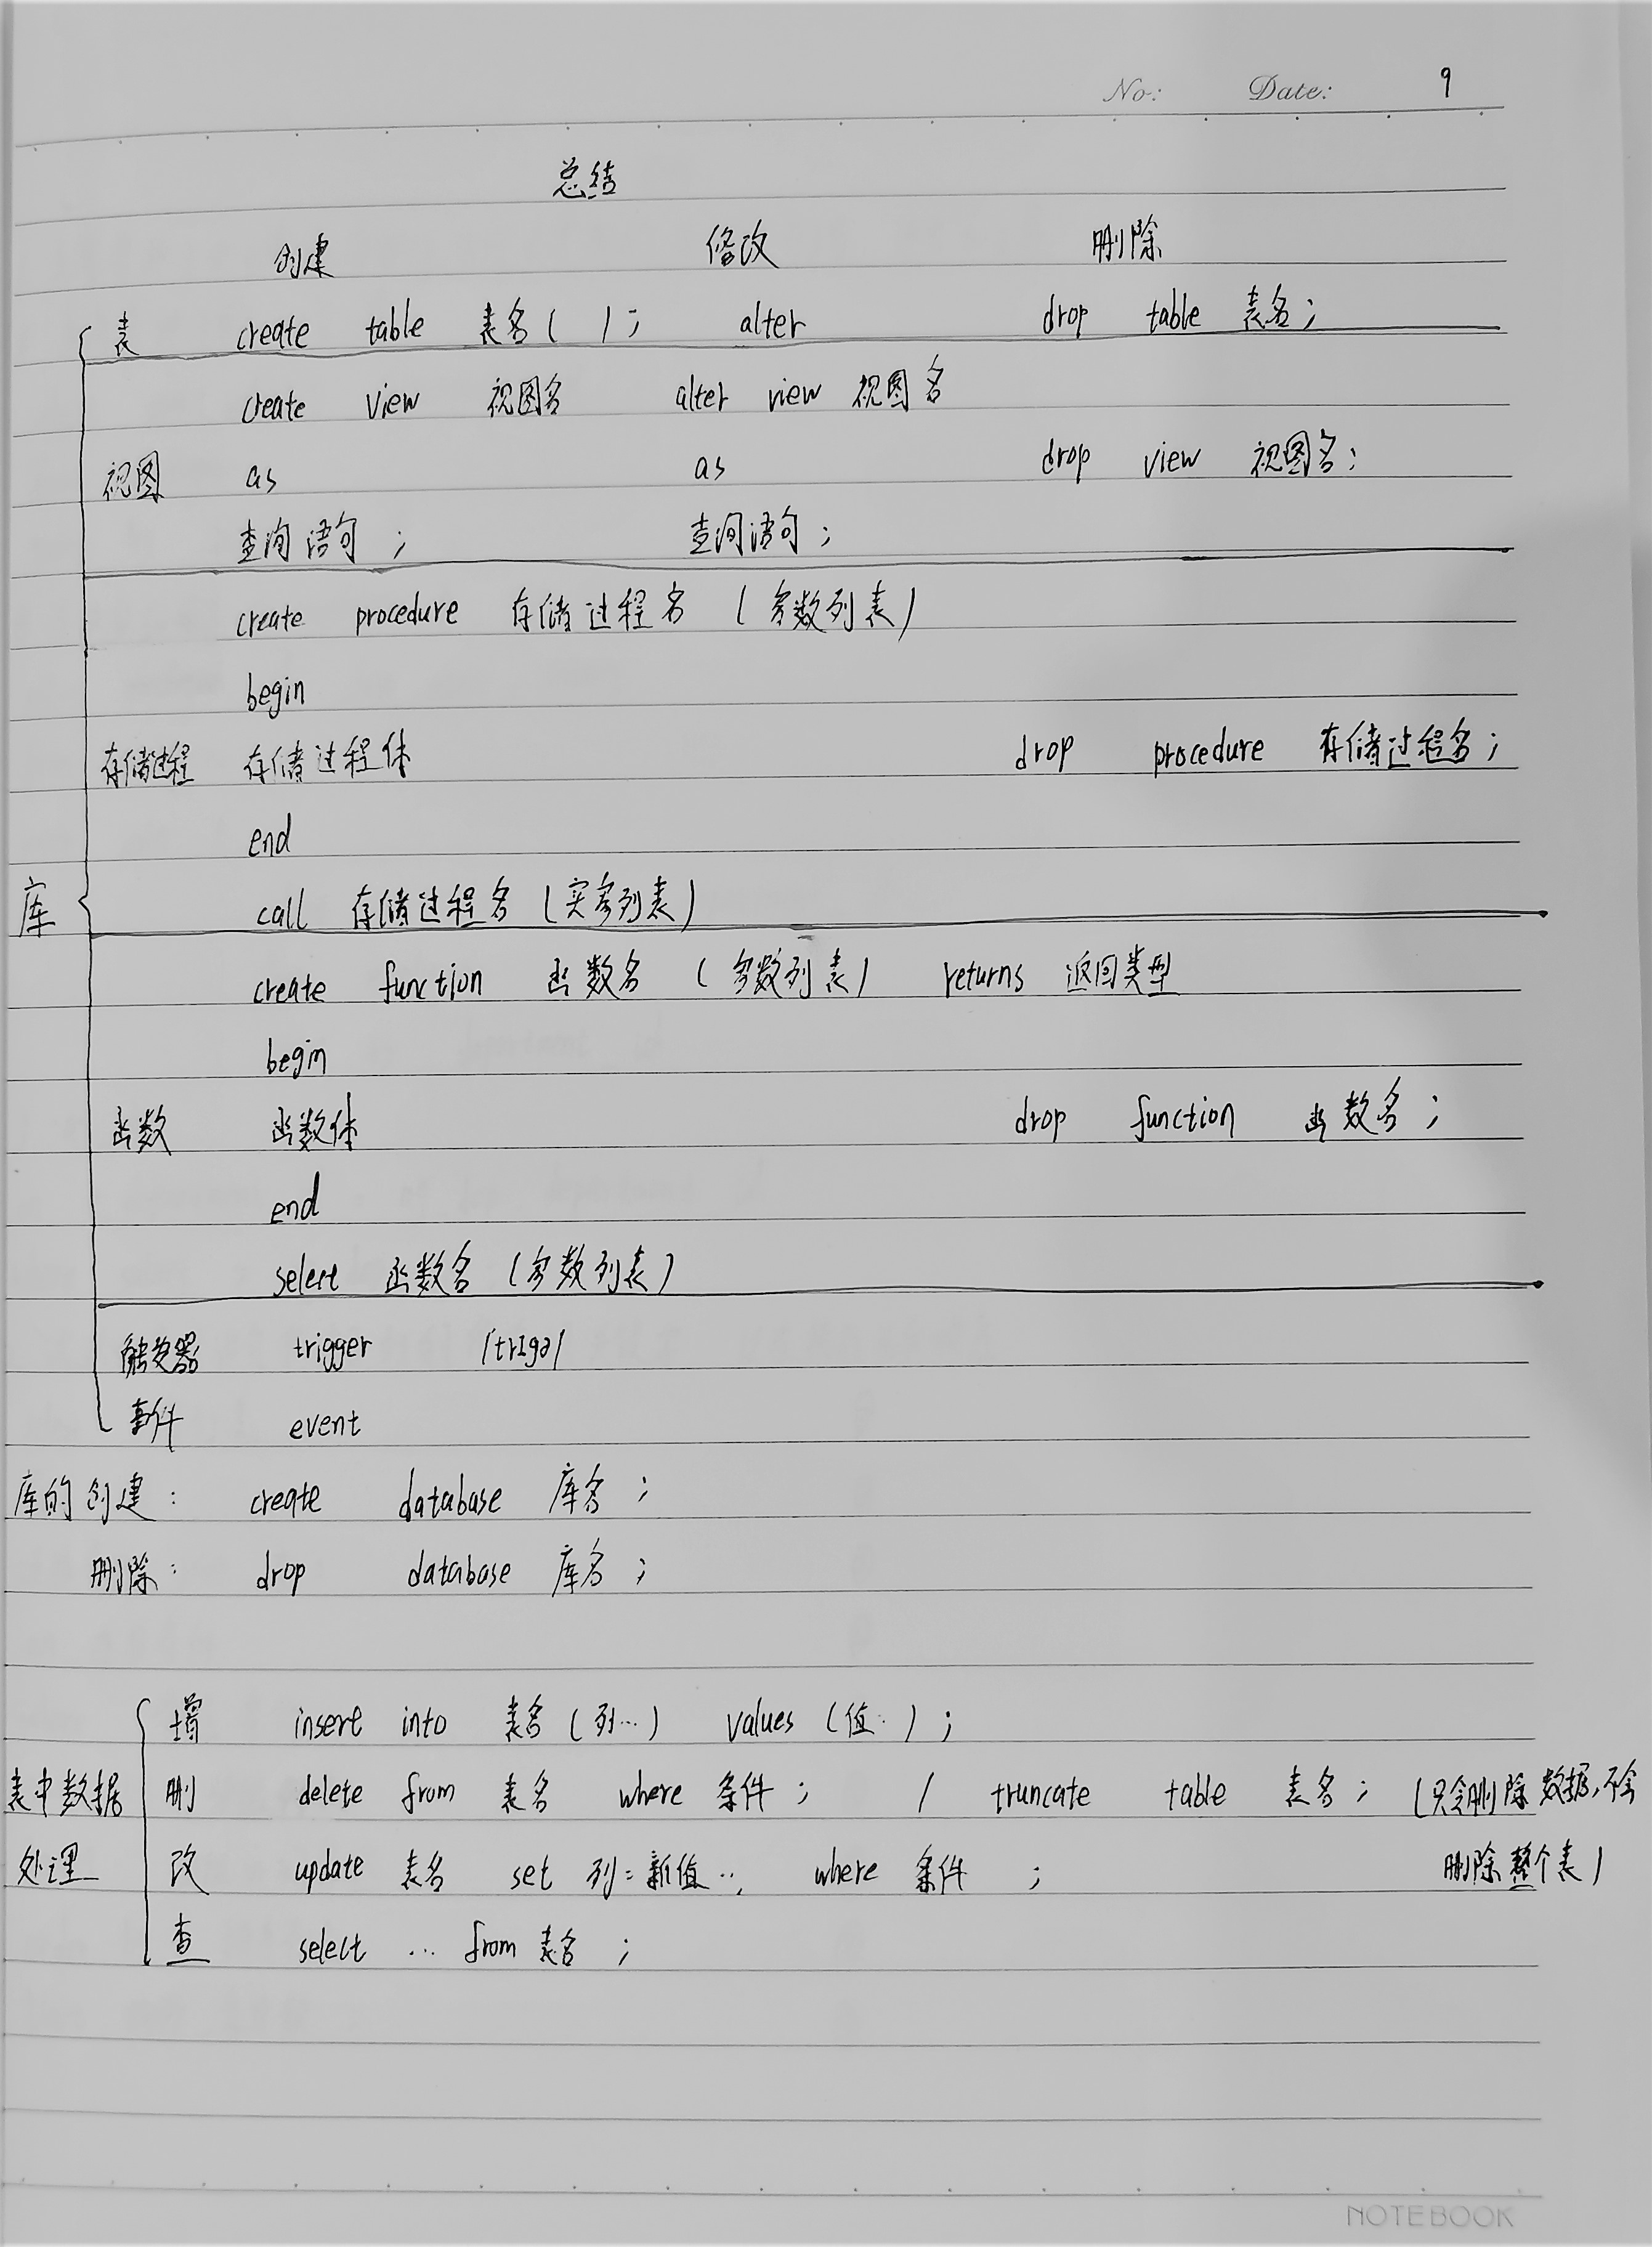 No: Date: 9
总结
创建 修改 删除
表 create table 表名( ); alter drop table 表名;
create view 视图名 alter view 视图名
视图 as as drop view 视图名;
查询语句; 查询语句;
create procedure 存储过程名 (参数列表)
begin
存储过程 存储过程体 drop procedure 存储过程名;
end
库 call 存储过程名 (实参列表)
create function 函数名 (参数列表) returns 返回类型
begin
函数 函数体 drop function 函数名;
end
select 函数名 (参数列表)
触发器 trigger /trɪgə/
事件 event
库的创建: create database 库名;
删除: drop database 库名;
增 insert into 表名 (列…) values (值..);
表中数据 删 delete from 表名 where 条件; / truncate table 表名; (只会删除数据,不会
处理 改 update 表名 set 列=新值.., where 条件; 删除整个表)
查 select … from 表名;
NOTEBOOK